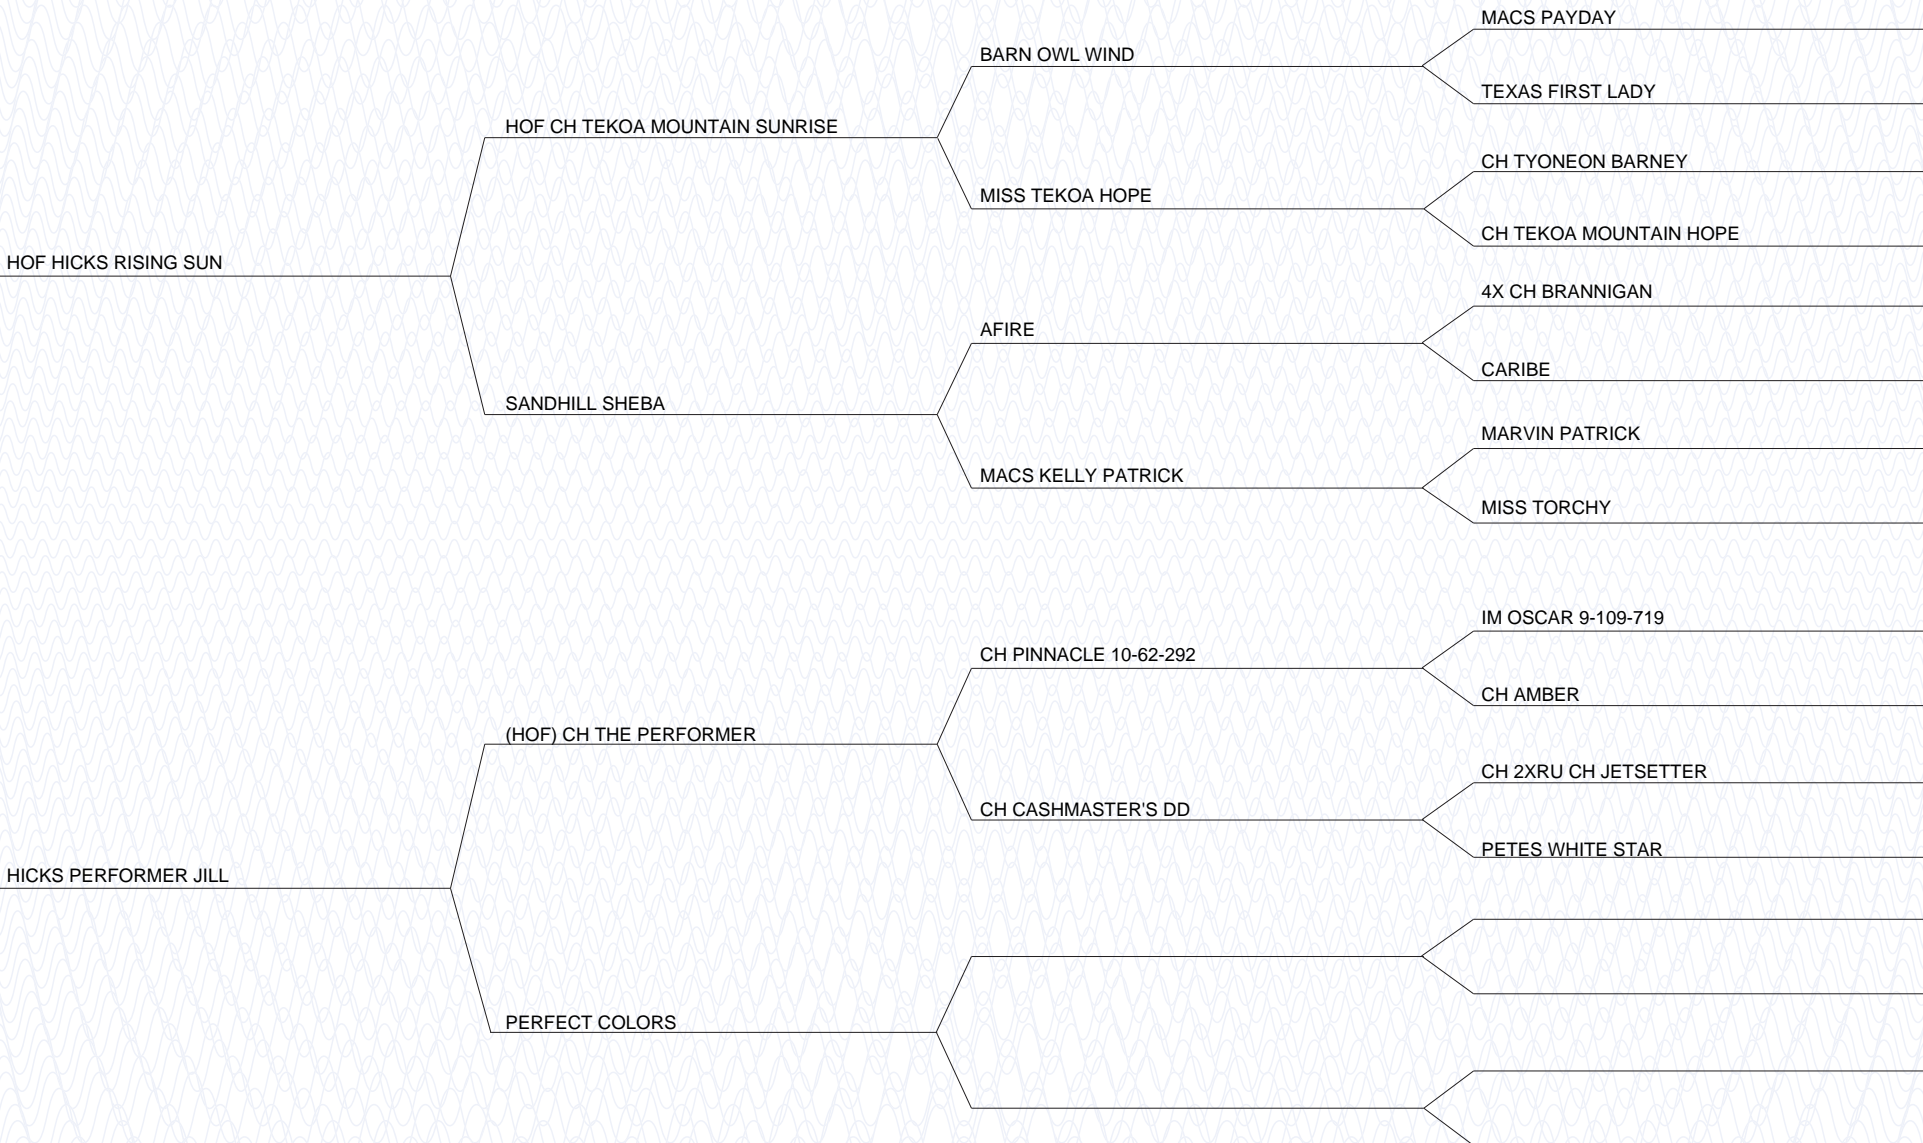 MACS PAYDAY
BARN OWL WIND
TEXAS FIRST LADY
HOF CH TEKOA MOUNTAIN SUNRISE
CH TYONEON BARNEY
MISS TEKOA HOPE
CH TEKOA MOUNTAIN HOPE
HOF HICKS RISING SUN
4X CH BRANNIGAN
AFIRE
CARIBE
SANDHILL SHEBA
MARVIN PATRICK
MACS KELLY PATRICK
MISS TORCHY
IM OSCAR 9-109-719
CH PINNACLE 10-62-292
CH AMBER
(HOF) CH THE PERFORMER
CH 2XRU CH JETSETTER
CH CASHMASTER'S DD
PETES WHITE STAR
HICKS PERFORMER JILL
PERFECT COLORS